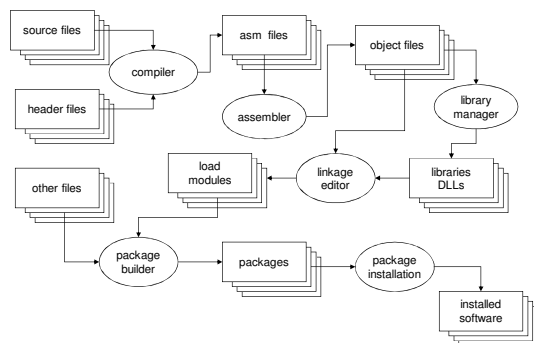 source files
asm files
object files
compiler
header files
assembler
library
manager
other files
load
modules
linkage
editor
libraries
DLLs
package
builder
packages
package
installation
installed
software